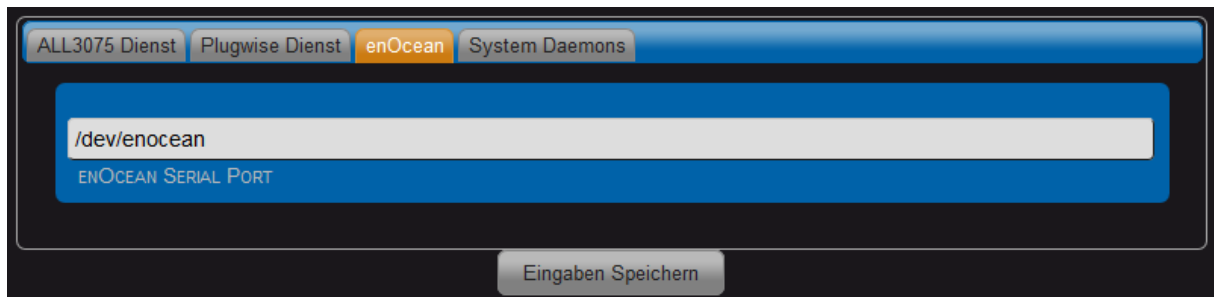 ALL3075 Dienst Plugwise Dienst enOcean System Daemons
/dev/enocean
ENOCEAN SERIAL PORT
Eingaben Speichern